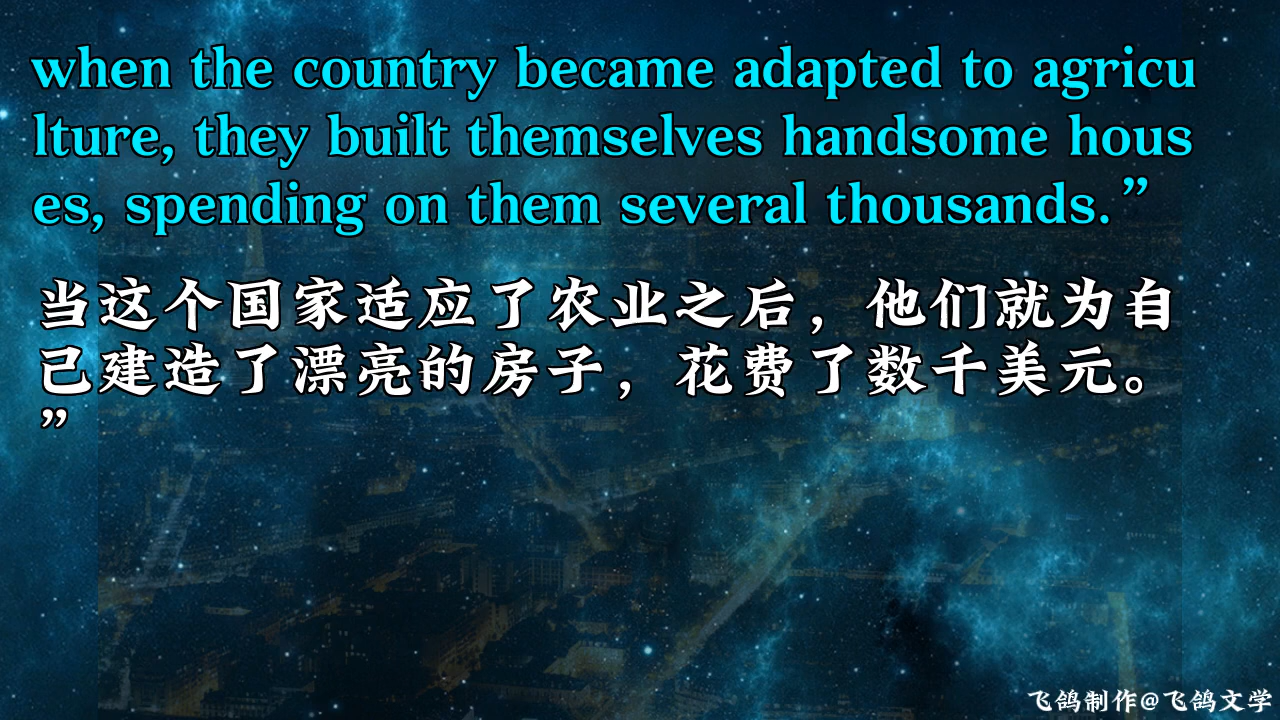 when the country became adapted to agricu
lture, they built themselves handsome hous
es, spending on them several thousands.”
当这个国家适应了农业之后，他们就为自
己建造了漂亮的房子，花费了数千美元。
”
飞鸽制作@飞鸽文学